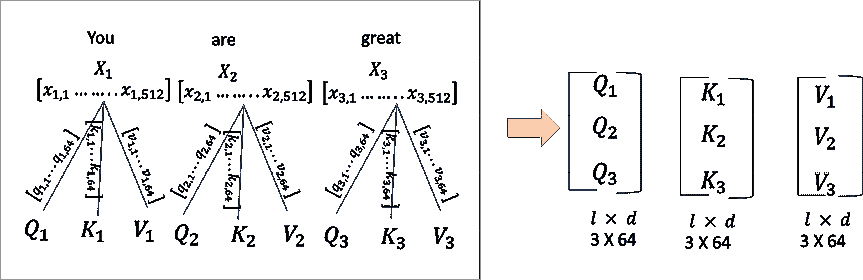 You are great
X₁ X₂ X₃
[x₁,₁ ……..x₁,₅₁₂] [x₂,₁ ……..x₂,₅₁₂] [x₃,₁ ……..x₃,₅₁₂]
[q₁,₁…q₁,₆₄] [k₁,₁…k₁,₆₄] [v₁,₁…v₁,₆₄] [q₂,₁…q₂,₆₄] [k₂,₁…k₂,₆₄] [v₂,₁…v₂,₆₄] [q₃,₁…q₃,₆₄] [k₃,₁…k₃,₆₄] [v₃,₁…v₃,₆₄]
Q₁ K₁ V₁ Q₂ K₂ V₂ Q₃ K₃ V₃
Q₁ K₁ V₁
Q₂ K₂ V₂
Q₃ K₃ V₃
l × d l × d l × d
3 X 64 3 X 64 3 X 64